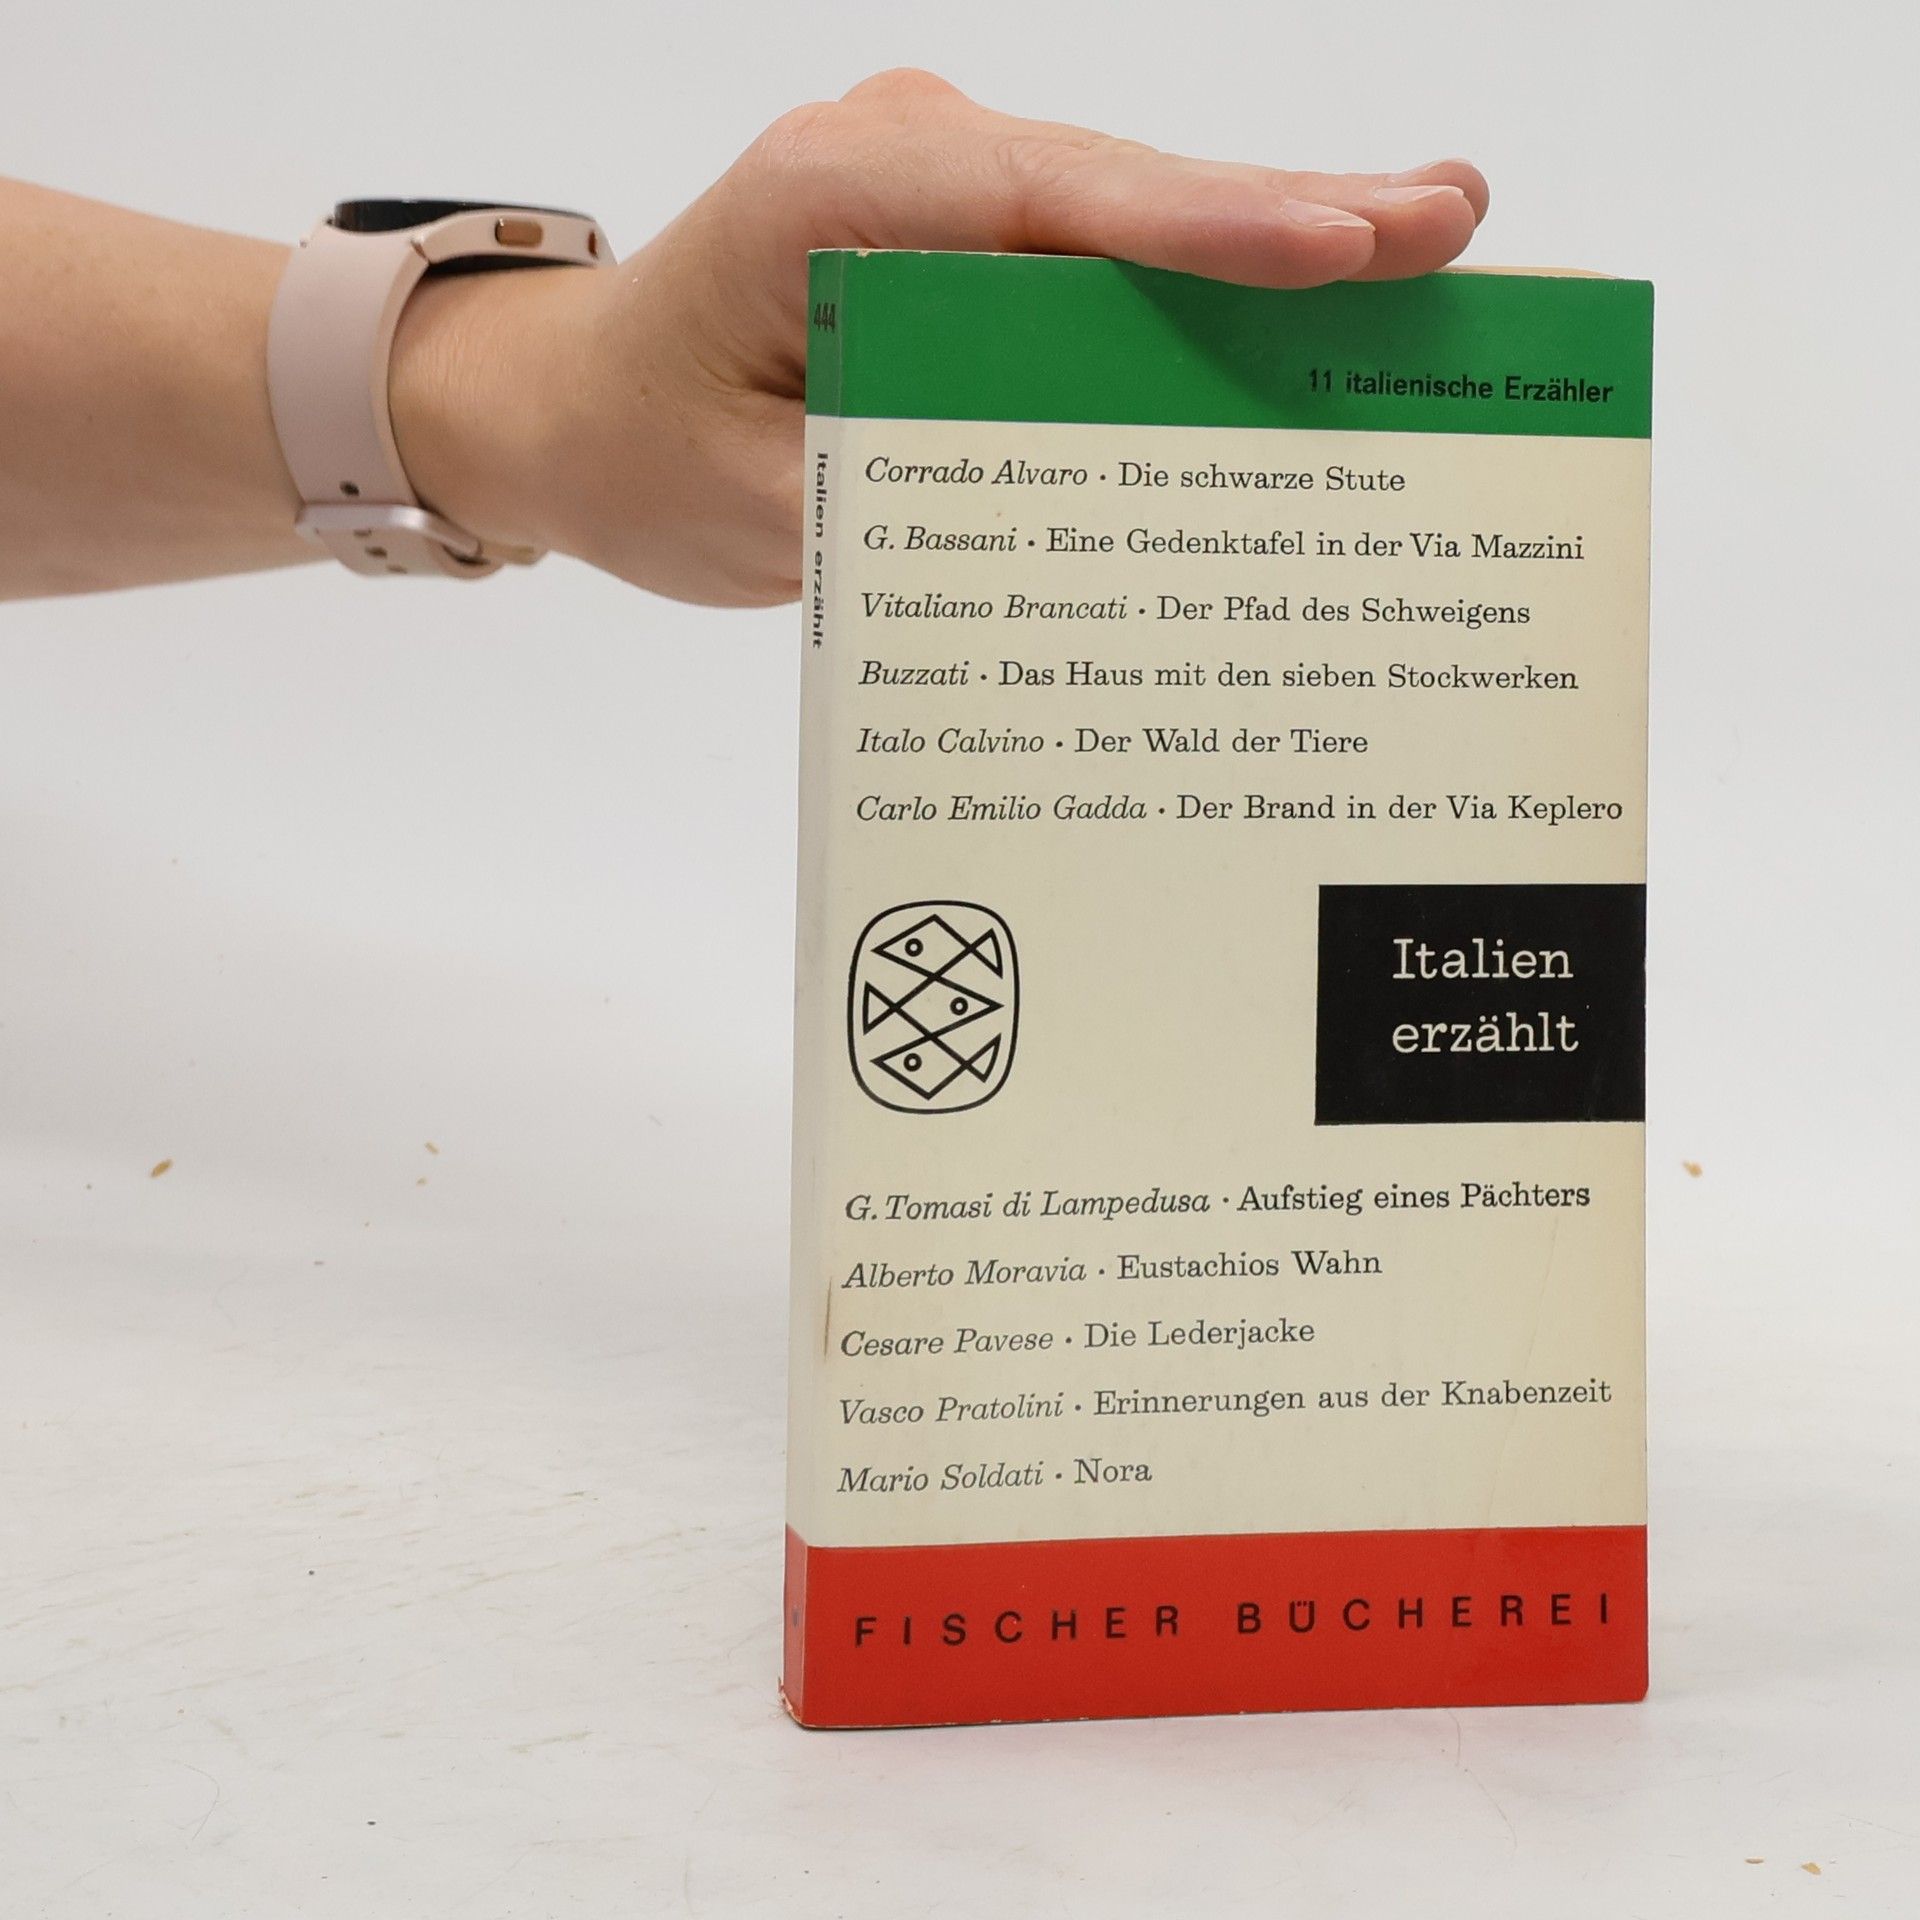 444
Italien erzählt
11 italienische Erzähler
Corrado Alvaro · Die schwarze Stute
G. Bassani · Eine Gedenktafel in der Via Mazzini
Vitaliano Brancati · Der Pfad des Schweigens
Buzzati · Das Haus mit den sieben Stockwerken
Italo Calvino · Der Wald der Tiere
Carlo Emilio Gadda · Der Brand in der Via Keplero
Italien
erzählt
G. Tomasi di Lampedusa · Aufstieg eines Pächters
Alberto Moravia · Eustachios Wahn
Cesare Pavese · Die Lederjacke
Vasco Pratolini · Erinnerungen aus der Knabenzeit
Mario Soldati · Nora
FISCHER BÜCHEREI